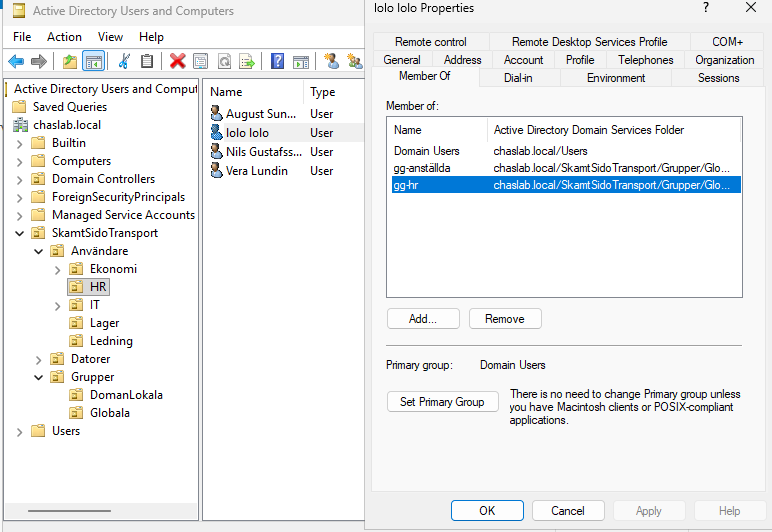 Active Directory Users and Computers
File Action View Help
Active Directory Users and Comput
Saved Queries
chaslab.local
Builtin
Computers
Domain Controllers
ForeignSecurityPrincipals
Managed Service Accounts
SkamtSidoTransport
Användare
Ekonomi
HR
IT
Lager
Ledning
Datorer
Grupper
DomanLokala
Globala
Users
Name Type
August Sun... User
lolo lolo User
Nils Gustafss... User
Vera Lundin User
lolo lolo Properties
?
Remote control Remote Desktop Services Profile COM+
General Address Account Profile Telephones Organization
Member Of Dial-in Environment Sessions
Member of:
Name Active Directory Domain Services Folder
Domain Users chaslab.local/Users
gg-anställda chaslab.local/SkamtSidoTransport/Grupper/Glo...
gg-hr chaslab.local/SkamtSidoTransport/Grupper/Glo...
Add... Remove
Primary group: Domain Users
Set Primary Group
There is no need to change Primary group unless
you have Macintosh clients or POSIX-compliant
applications.
OK Cancel Apply Help